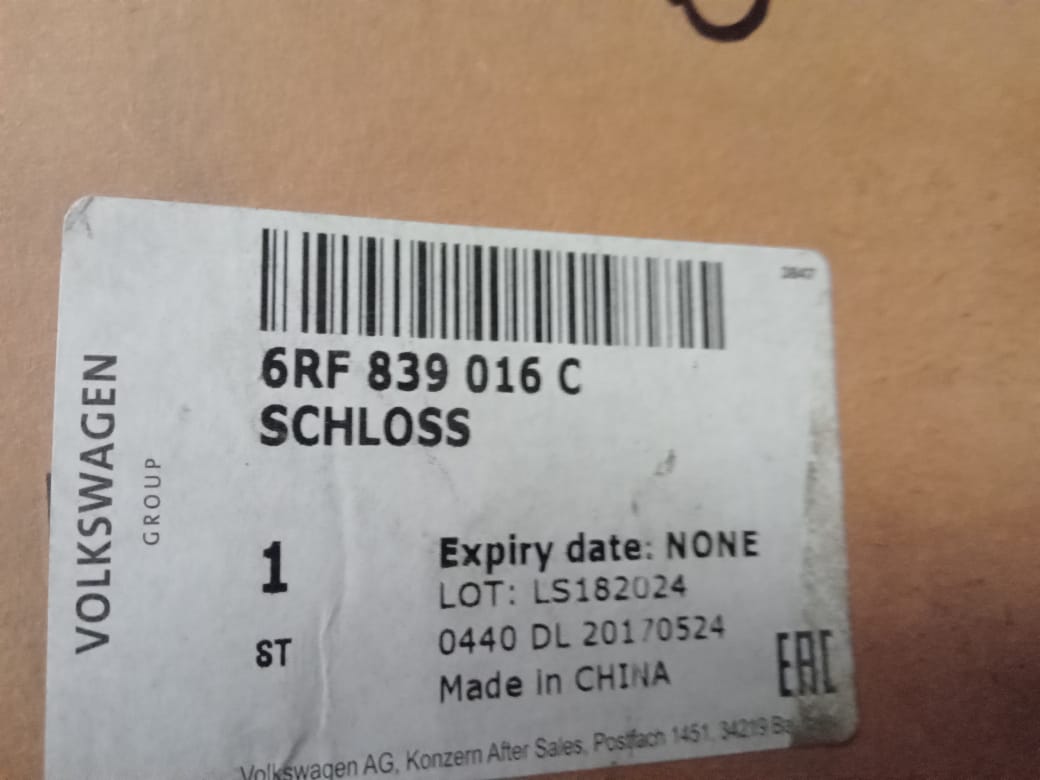 VOLKSWAGEN
GROUP
6RF 839 016 C
SCHLOSS
1
ST
Expiry date: NONE
LOT: LS182024
0440 DL 20170524
Made in CHINA
EAC
Volkswagen AG, Konzern After Sales, Postfach 1451, 34219